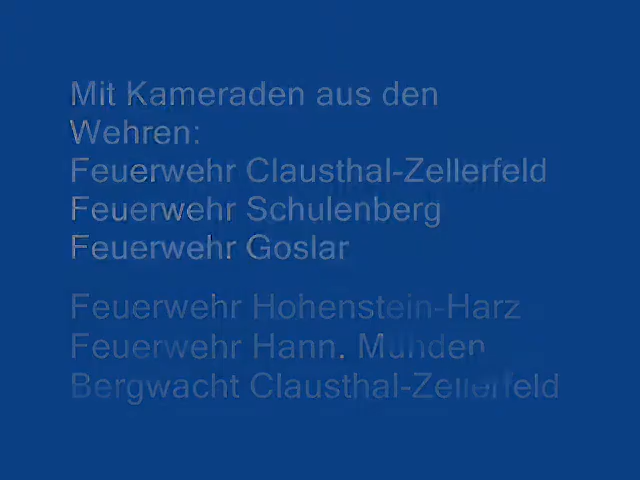 Mit Kameraden aus den
Wehren:
Feuerwehr Clausthal-Zellerfeld
Feuerwehr Schulenberg
Feuerwehr Goslar
Feuerwehr Hohenstein-Harz
Feuerwehr Hann. Münden
Bergwacht Clausthal-Zellerfeld